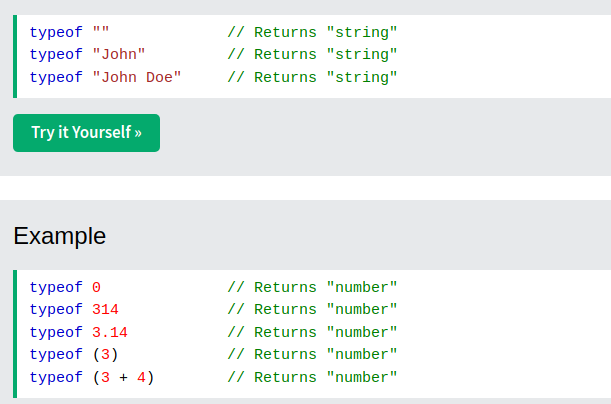 typeof ""             // Returns "string"
typeof "John"         // Returns "string"
typeof "John Doe"     // Returns "string"
Try it Yourself »
Example
typeof 0              // Returns "number"
typeof 314            // Returns "number"
typeof 3.14           // Returns "number"
typeof (3)            // Returns "number"
typeof (3 + 4)        // Returns "number"